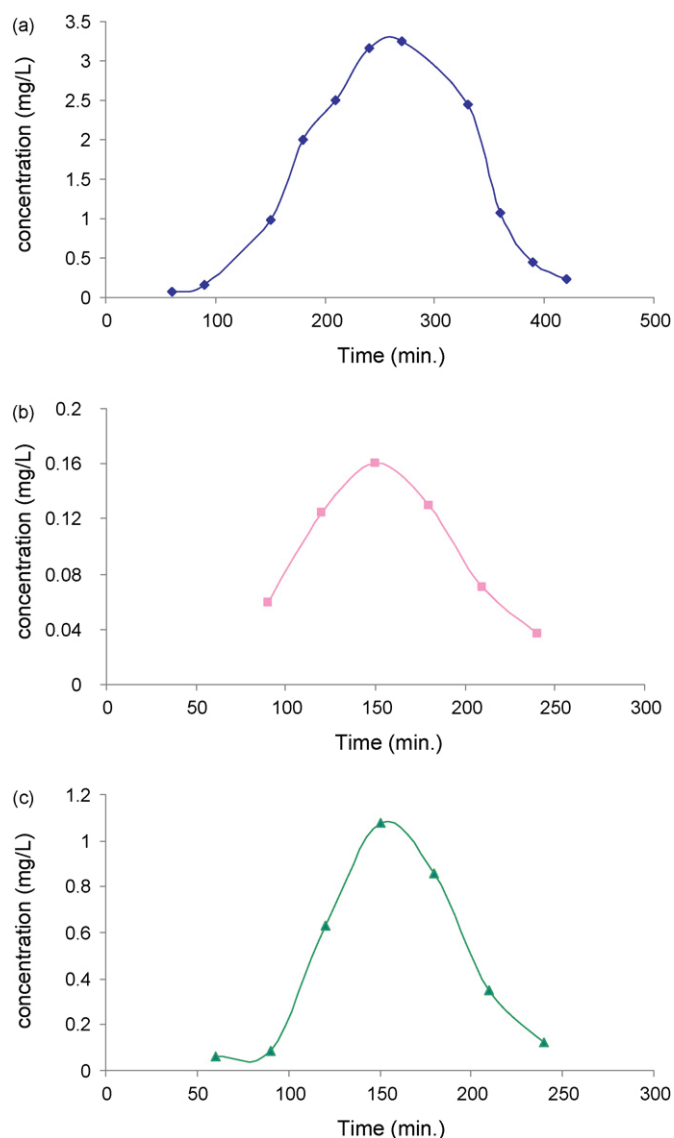 (a)
concentration (mg/L)
3.5
3
2.5
2
1.5
1
0.5
0
0 100 200 300 400 500
Time (min.)
(b)
concentration (mg/L)
0.2
0.16
0.12
0.08
0.04
0
0 50 100 150 200 250 300
Time (min.)
(c)
concentration (mg/L)
1.2
1
0.8
0.6
0.4
0.2
0
0 50 100 150 200 250 300
Time (min.)